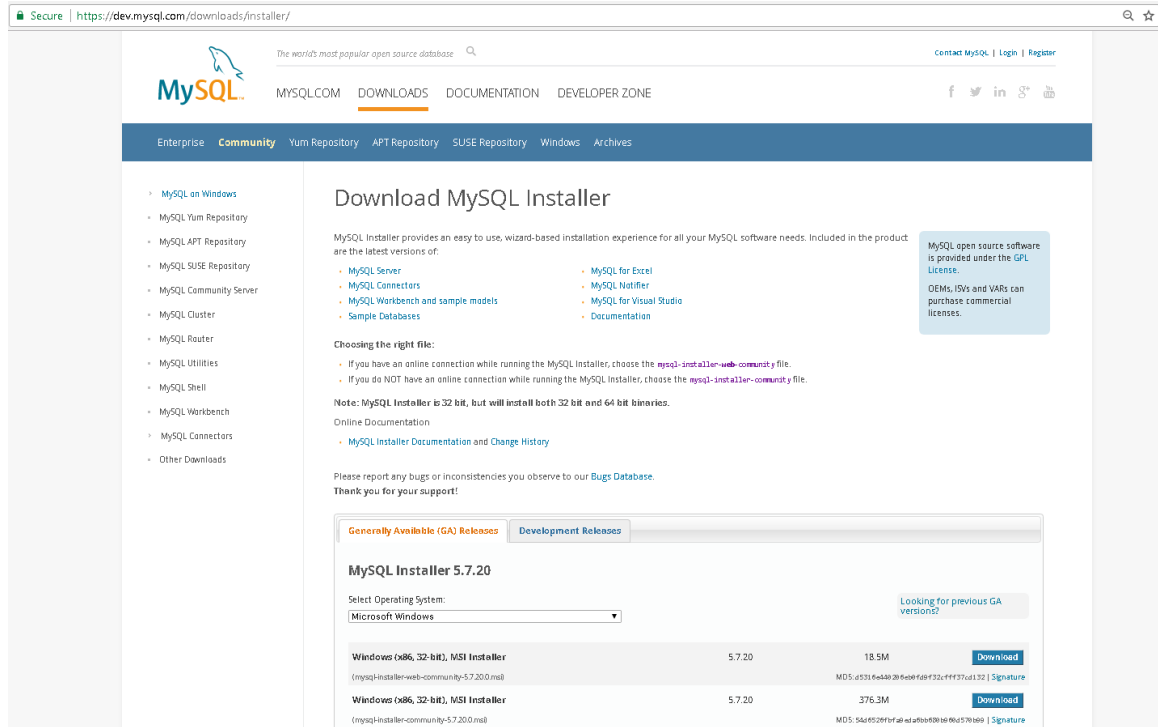 Secure | https://dev.mysql.com/downloads/installer/
The world's most popular open source database
Contact MySQL | Login | Register
MySQL
MYSQL.COM DOWNLOADS DOCUMENTATION DEVELOPER ZONE
Enterprise Community Yum Repository APT Repository SUSE Repository Windows Archives
MySQL on Windows
MySQL Yum Repository
MySQL APT Repository
MySQL SUSE Repository
MySQL Community Server
MySQL Cluster
MySQL Router
MySQL Utilities
MySQL Shell
MySQL Workbench
MySQL Connectors
Other Downloads
Download MySQL Installer
MySQL Installer provides an easy to use, wizard-based installation experience for all your MySQL software needs. Included in the product
are the latest versions of:
MySQL Server
MySQL Connectors
MySQL Workbench and sample models
Sample Databases
MySQL for Excel
MySQL Notifier
MySQL for Visual Studio
Documentation
MySQL open source software
is provided under the GPL
License.
OEMs, ISVs and VARs can
purchase commercial
licenses.
Choosing the right file:
If you have an online connection while running the MySQL Installer, choose the mysql-installer-web-community file.
If you do NOT have an online connection while running the MySQL Installer, choose the mysql-installer-community file.
Note: MySQL Installer is 32 bit, but will install both 32 bit and 64 bit binaries.
Online Documentation
MySQL Installer Documentation and Change History
Please report any bugs or inconsistencies you observe to our Bugs Database.
Thank you for your support!
Generally Available (GA) Releases Development Releases
MySQL Installer 5.7.20
Select Operating System:
Microsoft Windows
Looking for previous GA
versions?
Windows (x86, 32-bit), MSI Installer 5.7.20 18.5M Download
(mysql-installer-web-community-5.7.20.0.msi) MD5: | Signature
Windows (x86, 32-bit), MSI Installer 5.7.20 376.3M Download
(mysql-installer-community-5.7.20.0.msi) MD5: | Signature